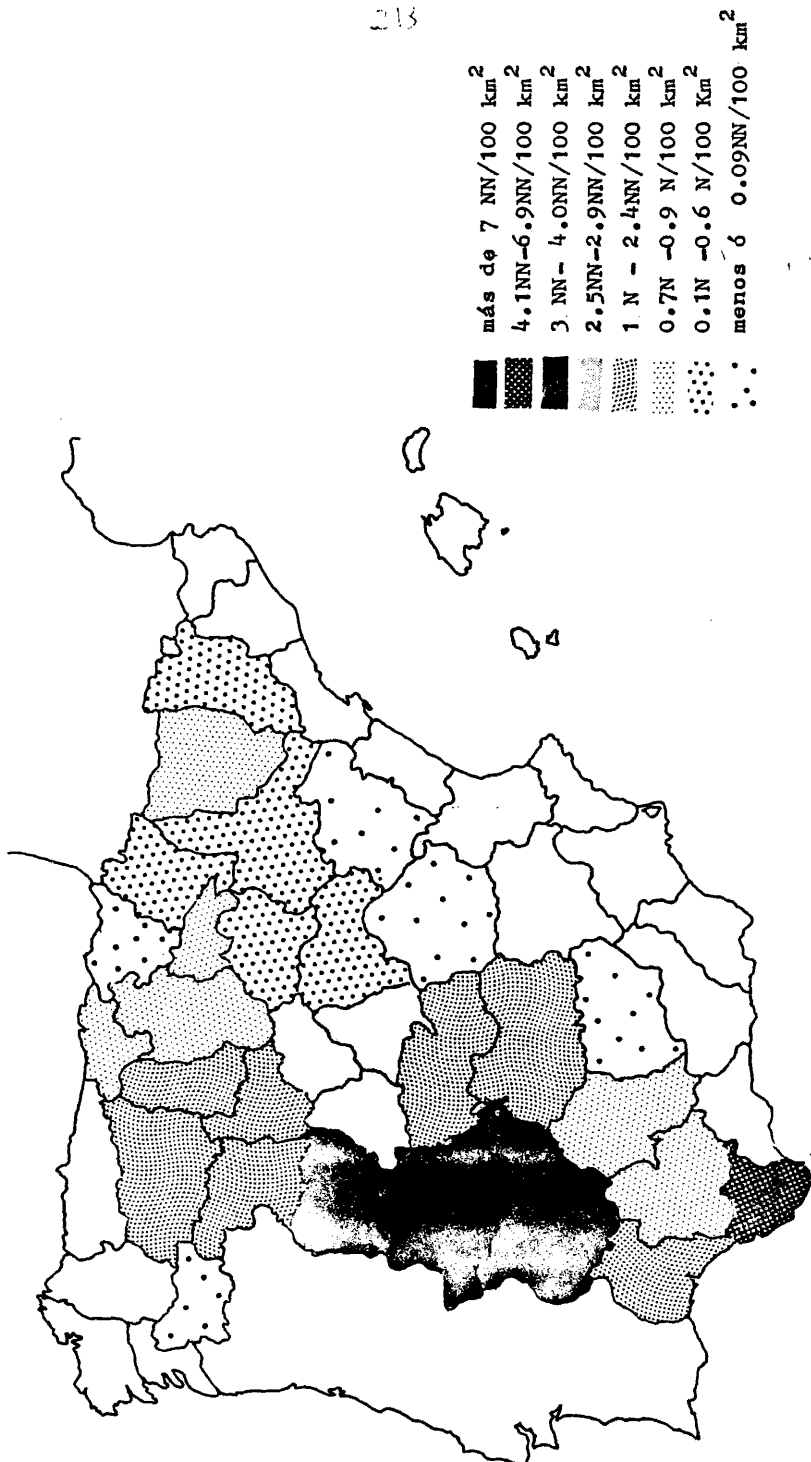 213
más de 7 NN/100 km²
4.1NN-6.9NN/100 km²
3 NN- 4.0NN/100 km²
2.5NN-2.9NN/100 km²
1 N - 2.4NN/100 km²
0.7N -0.9 N/100 km²
0.1N -0.6 N/100 Km²
menos ó 0.09NN/100 km²